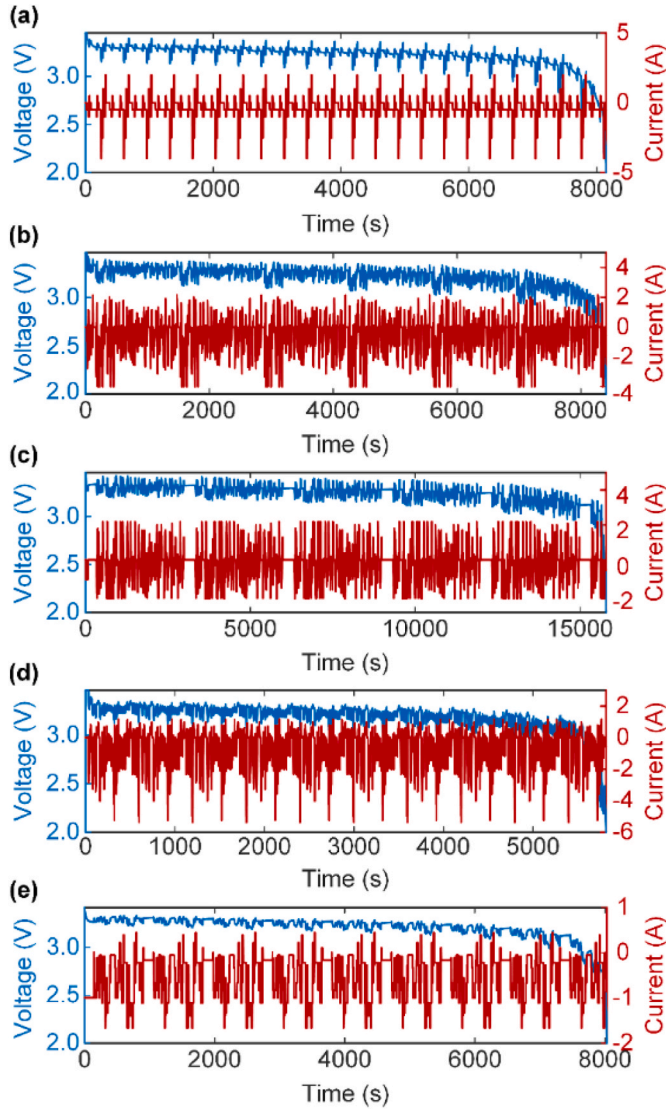 (a)
Voltage (V)
3.0
2.5
2.0
5
0
-5
Current (A)
0 2000 4000 6000 8000
Time (s)
(b)
Voltage (V)
3.0
2.5
2.0
4
2
0
-2
-4
Current (A)
0 2000 4000 6000 8000
Time (s)
(c)
Voltage (V)
3.0
2.5
2.0
4
2
0
-2
Current (A)
0 5000 10000 15000
Time (s)
(d)
Voltage (V)
3.0
2.5
2.0
2
0
-2
-4
-6
Current (A)
0 1000 2000 3000 4000 5000
Time (s)
(e)
Voltage (V)
3.0
2.5
2.0
1
0
-1
-2
Current (A)
0 2000 4000 6000 8000
Time (s)